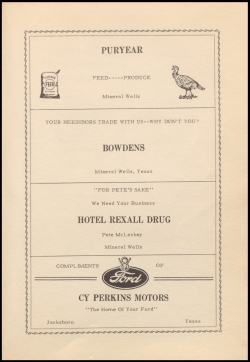 PURYEAR
FEED-----PRODUCE
Mineral Wells
YOUR NEIGHBORS TRADE WITH US--WHY DON'T YOU?
BOWDENS
Mineral Wells, Texas
"FOR PETE'S SAKE"
We Need Your Business
HOTEL REXALL DRUG
Pete McLeskey
Mineral Wells
COMPLIMENTS OF
Ford
CY PERKINS MOTORS
"The Home Of Your Ford"
Jacksboro Texas